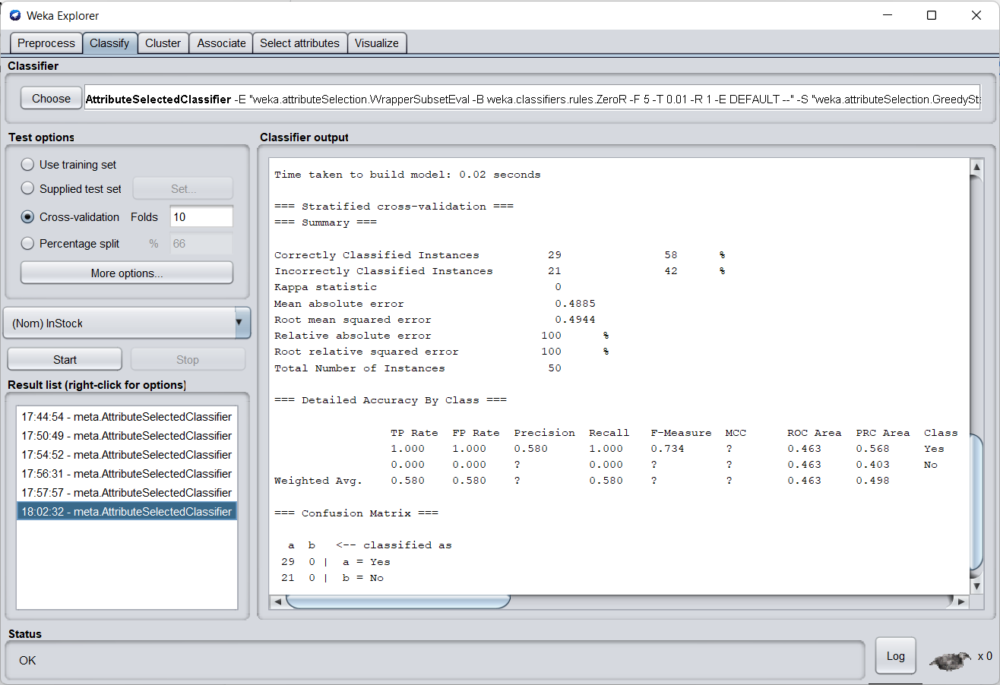 Weka Explorer
Preprocess Classify Cluster Associate Select attributes Visualize
Classifier
Choose AttributeSelectedClassifier -E "weka.attributeSelection.WrapperSubsetEval -B weka.classifiers.rules.ZeroR -F 5 -T 0.01 -R 1 -E DEFAULT --" -S "weka.attributeSelection.GreedySt
Test options
Use training set
Supplied test set Set...
Cross-validation Folds 10
Percentage split % 66
More options...
(Nom) InStock
Start Stop
Result list (right-click for options)
17:44:54 - meta.AttributeSelectedClassifier
17:50:49 - meta.AttributeSelectedClassifier
17:54:52 - meta.AttributeSelectedClassifier
17:56:31 - meta.AttributeSelectedClassifier
17:57:57 - meta.AttributeSelectedClassifier
18:02:32 - meta.AttributeSelectedClassifier
Classifier output
Time taken to build model: 0.02 seconds
=== Stratified cross-validation ===
=== Summary ===
Correctly Classified Instances 29 58 %
Incorrectly Classified Instances 21 42 %
Kappa statistic 0
Mean absolute error 0.4885
Root mean squared error 0.4944
Relative absolute error 100 %
Root relative squared error 100 %
Total Number of Instances 50
=== Detailed Accuracy By Class ===
TP Rate FP Rate Precision Recall F-Measure MCC ROC Area PRC Area Class
1.000 1.000 0.580 1.000 0.734 ? 0.463 0.568 Yes
0.000 0.000 ? 0.000 ? ? 0.463 0.403 No
Weighted Avg. 0.580 0.580 ? 0.580 ? ? 0.463 0.498
=== Confusion Matrix ===
a b <-- classified as
29 0 | a = Yes
21 0 | b = No
Status
OK
Log x 0